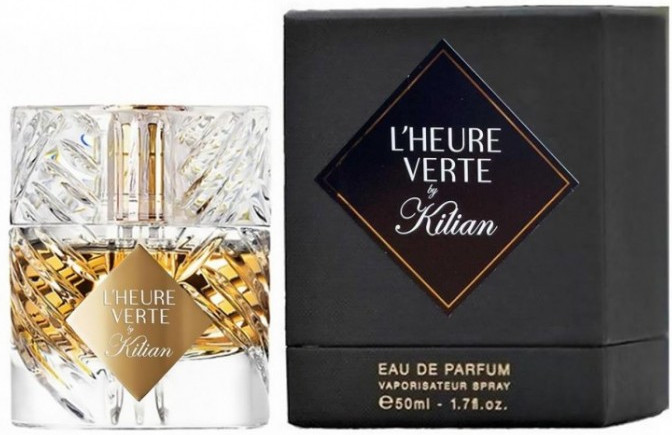 L'HEURE
VERTE
by
Kilian
L'HEURE
VERTE
by
Kilian
EAU DE PARFUM
VAPORISATEUR SPRAY
℮50ml - 1.7fl.oz.